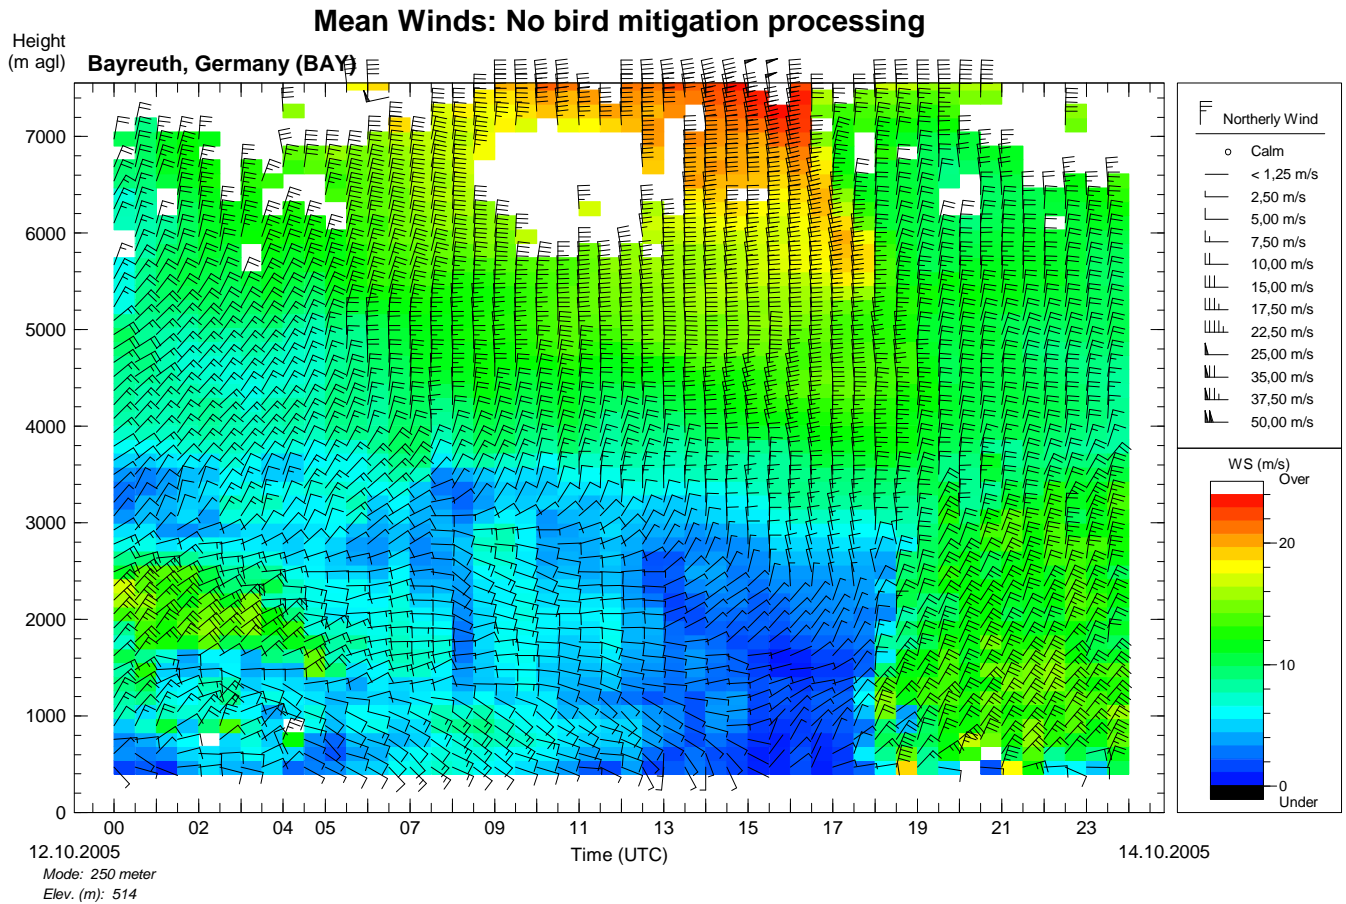 Mean Winds: No bird mitigation processing
Height
(m agl)
Bayreuth, Germany (BAY)
7000
6000
5000
4000
3000
2000
1000
0
00 02 04 05 07 09 11 13 15 17 19 21 23
12.10.2005
Time (UTC)
14.10.2005
Mode: 250 meter
Elev. (m): 514
Northerly Wind
Calm
< 1,25 m/s
2,50 m/s
5,00 m/s
7,50 m/s
10,00 m/s
15,00 m/s
17,50 m/s
22,50 m/s
25,00 m/s
35,00 m/s
37,50 m/s
50,00 m/s
WS (m/s)
Over
20
10
0
Under